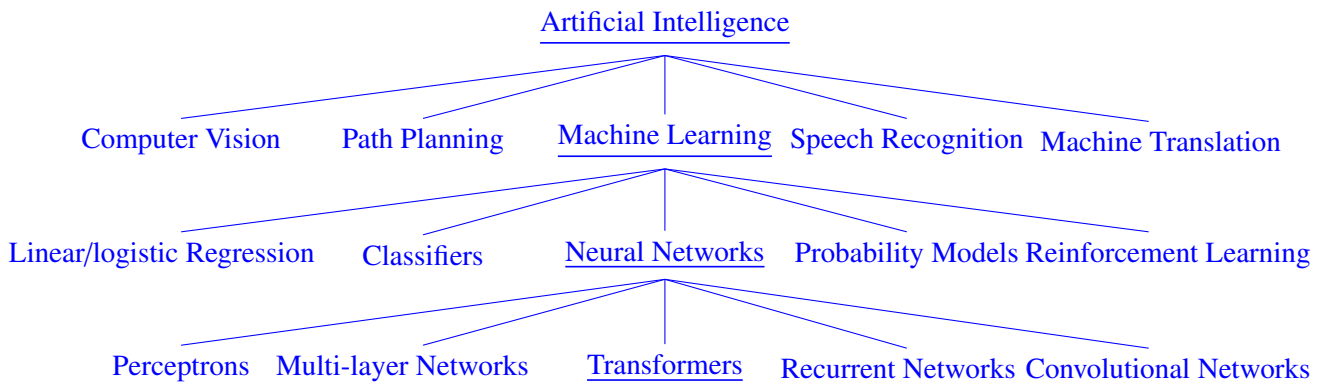 Artificial Intelligence
Computer Vision Path Planning Machine Learning Speech Recognition Machine Translation
Linear/logistic Regression Classifiers Neural Networks Probability Models Reinforcement Learning
Perceptrons Multi-layer Networks Transformers Recurrent Networks Convolutional Networks